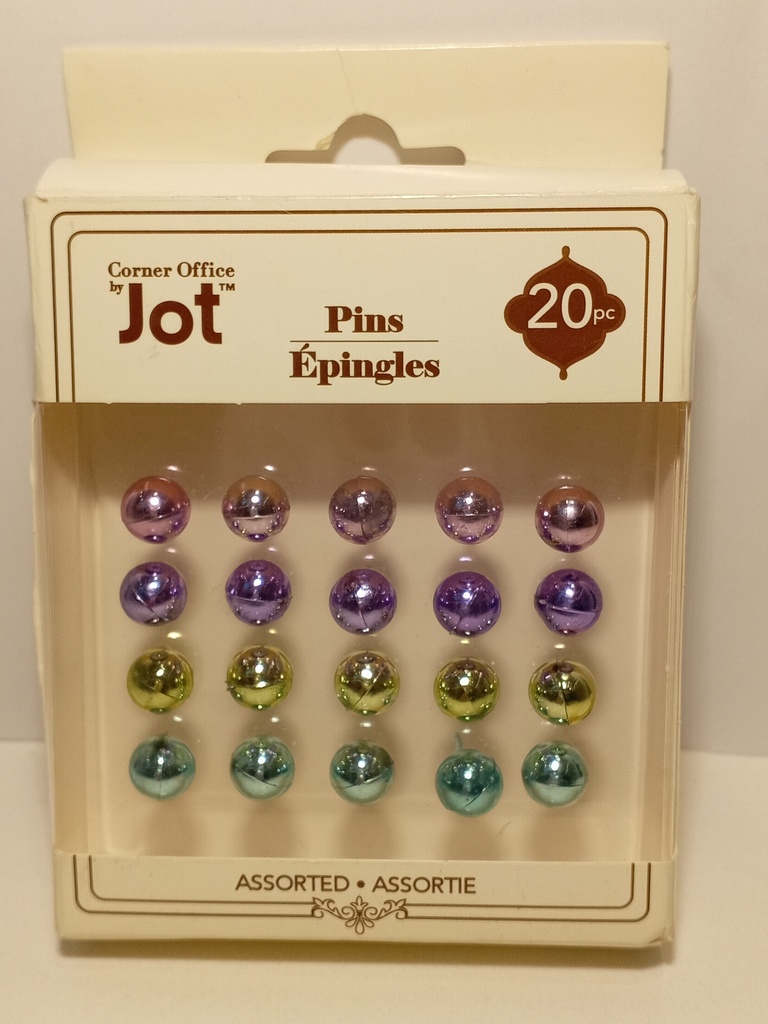 Corner Office
by Jot™
Pins
Épingles
20pc
ASSORTED • ASSORTIE